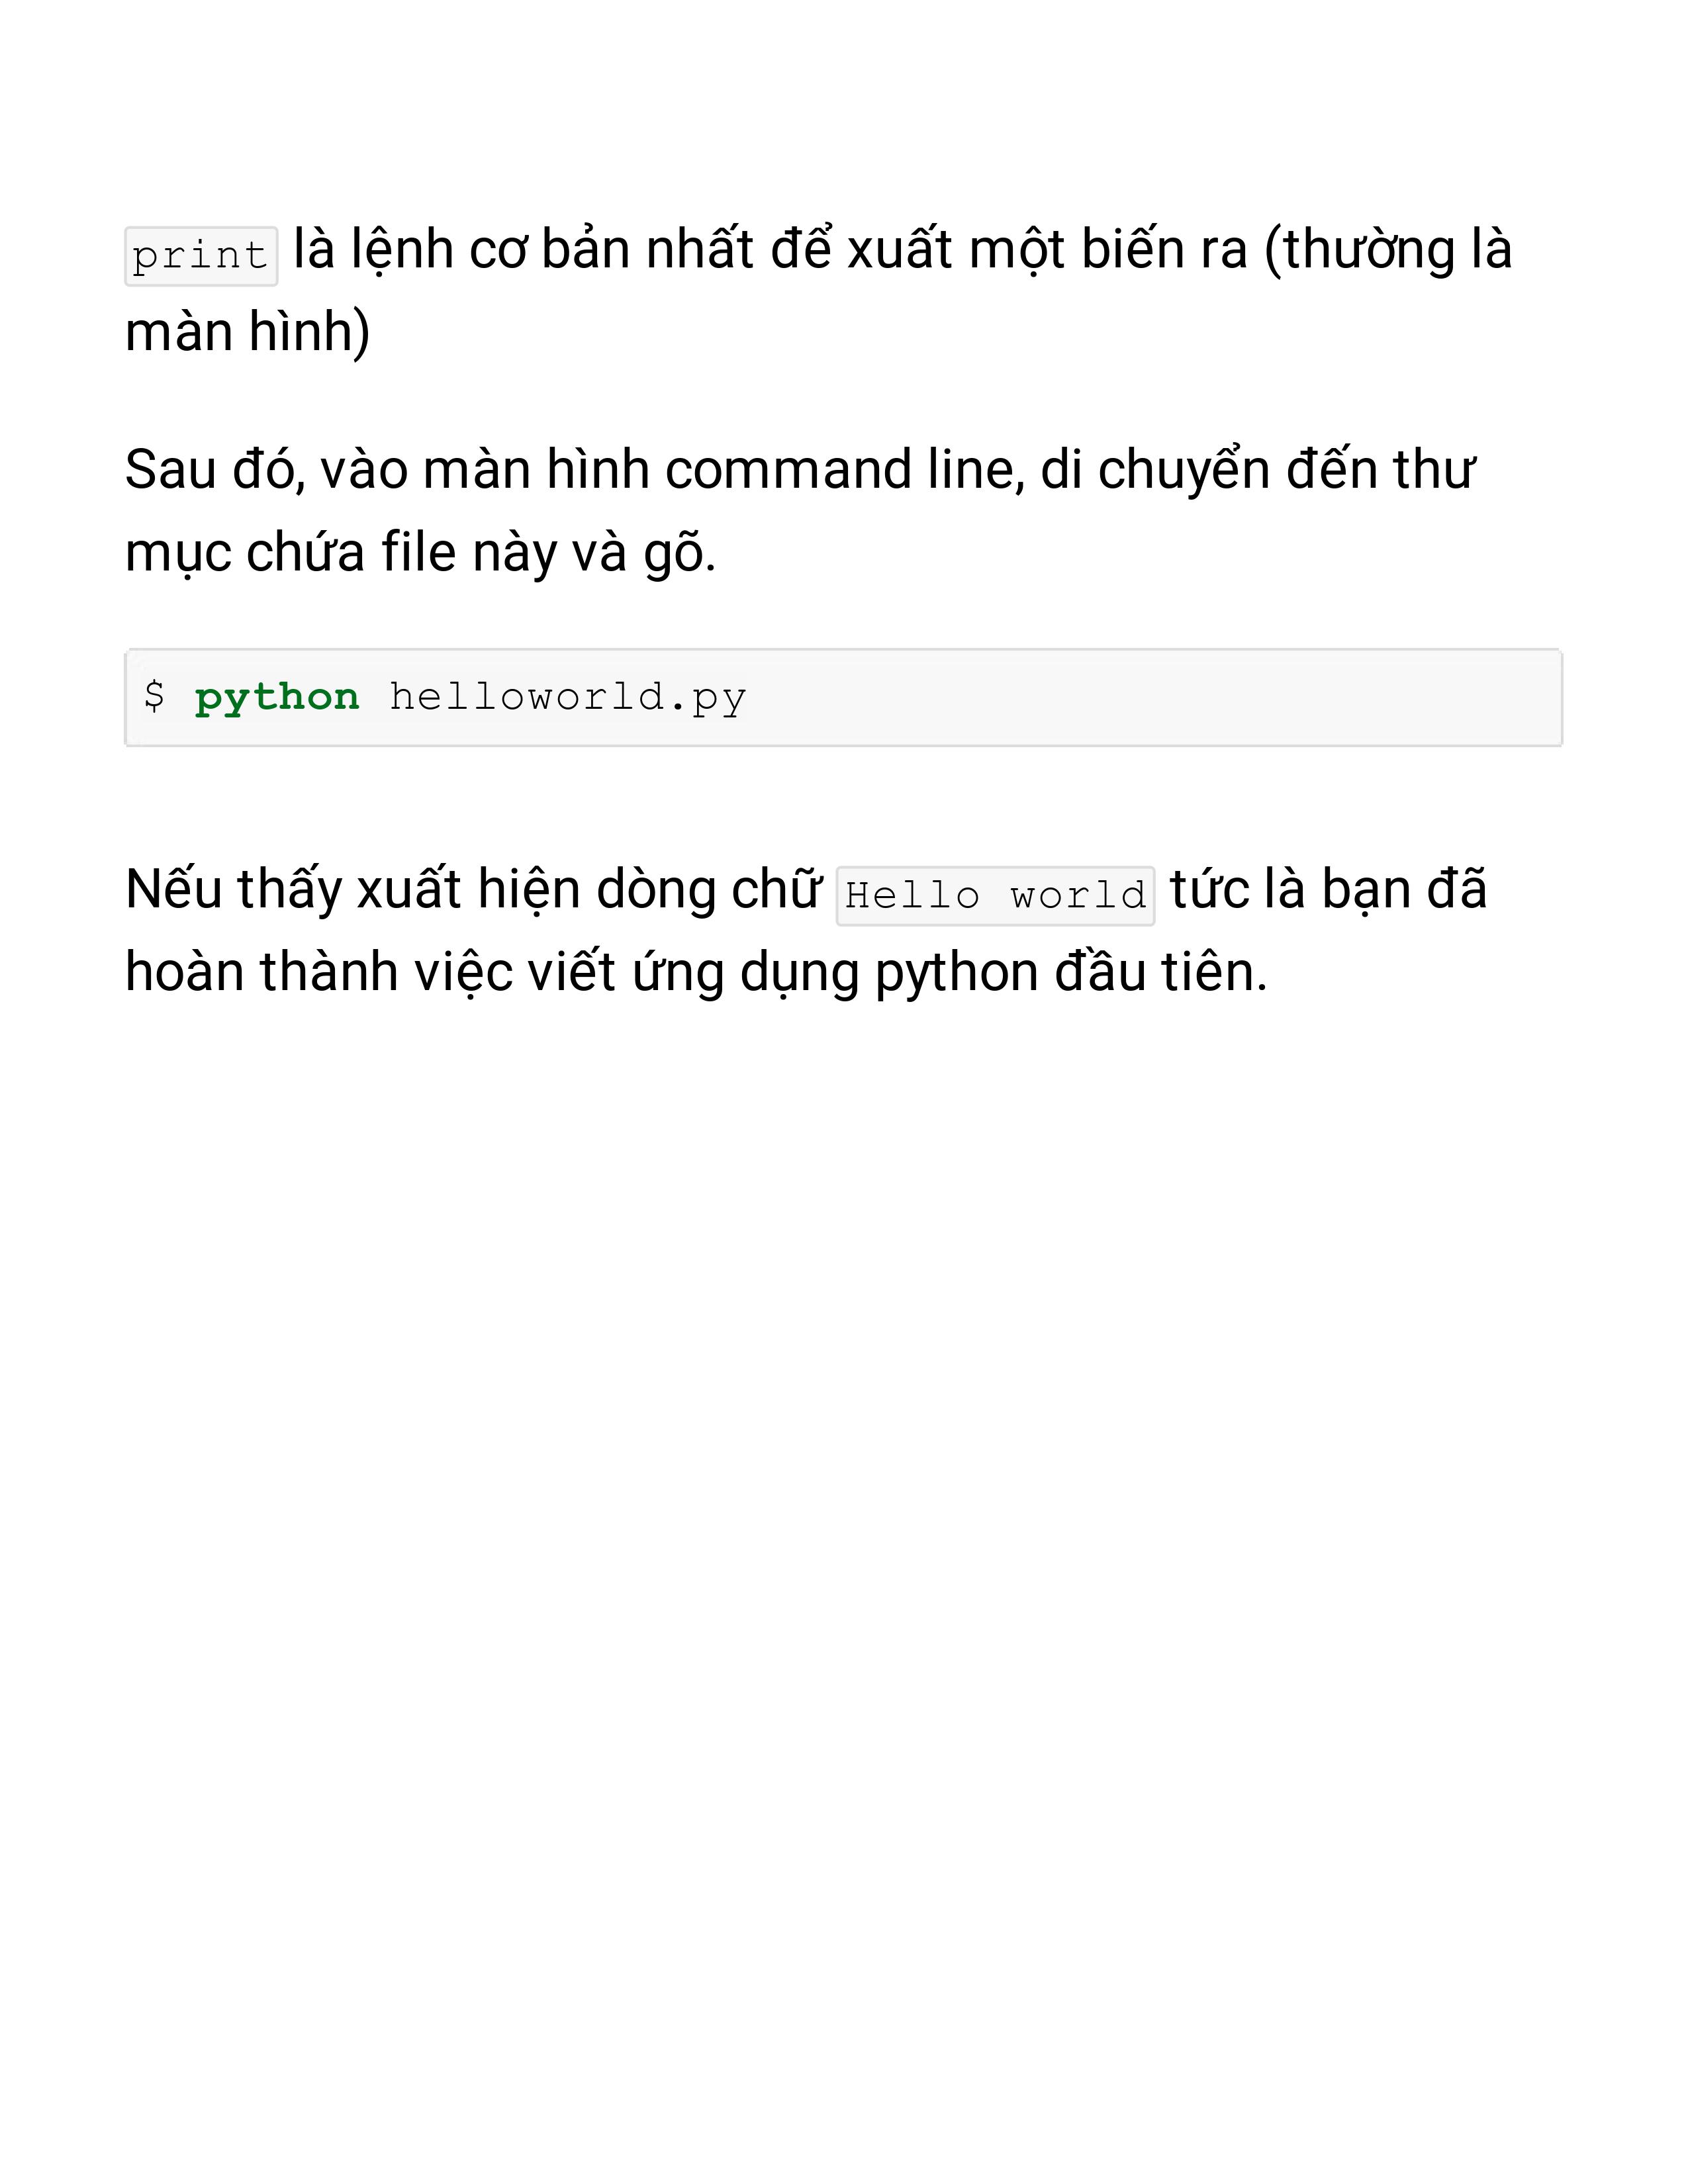 print là lệnh cơ bản nhất để xuất một biến ra (thường là
màn hình)
Sau đó, vào màn hình command line, di chuyển đến thư
mục chứa file này và gõ.
$ python helloworld.py
Nếu thấy xuất hiện dòng chữ Hello world tức là bạn đã
hoàn thành việc viết ứng dụng python đầu tiên.